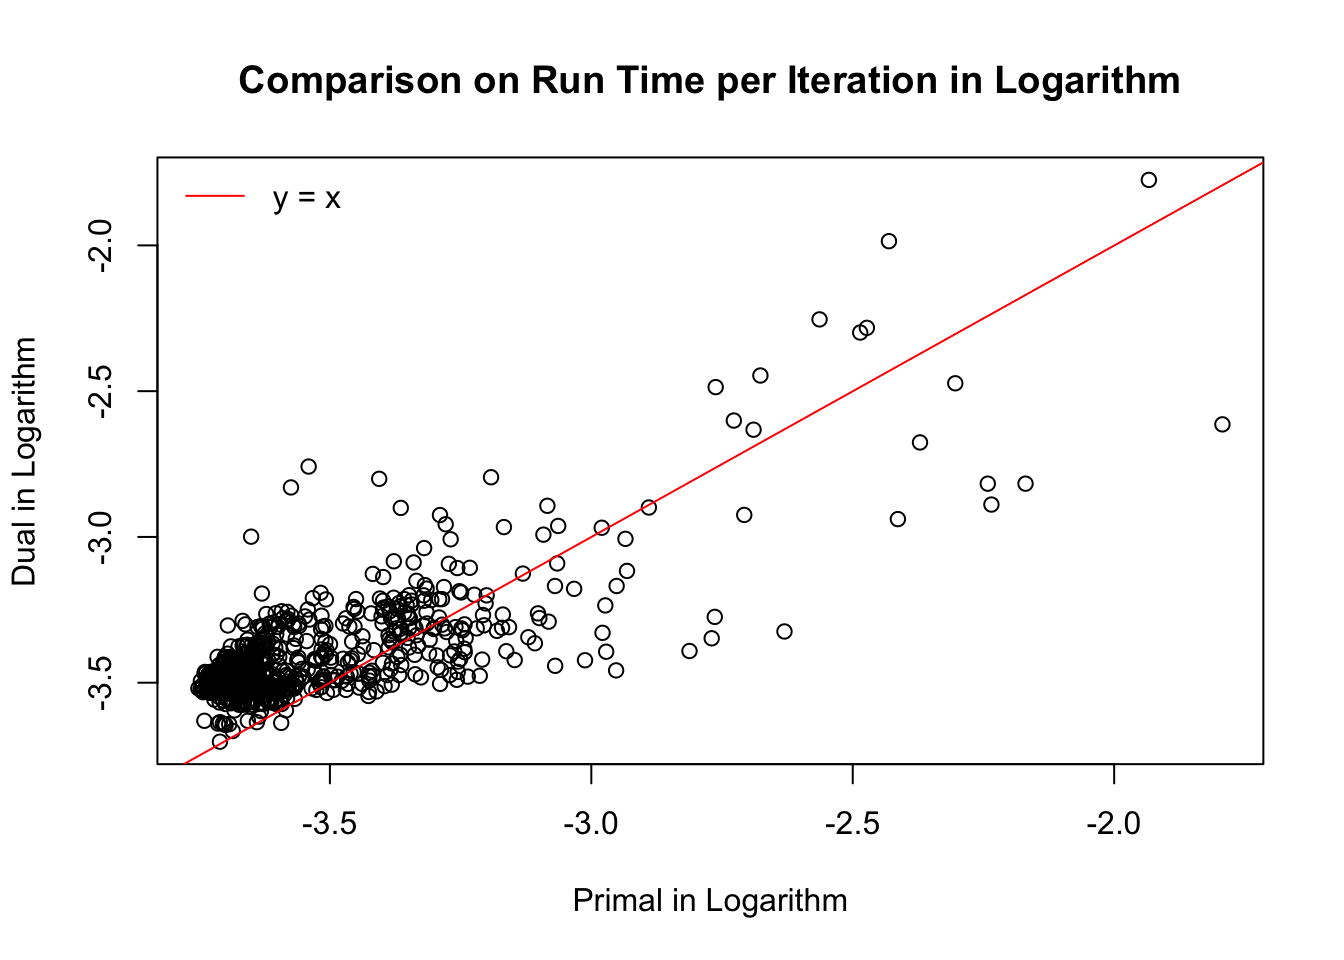 Comparison on Run Time per Iteration in Logarithm
y = x
Dual in Logarithm
-2.0
-2.5
-3.0
-3.5
-3.5 -3.0 -2.5 -2.0
Primal in Logarithm